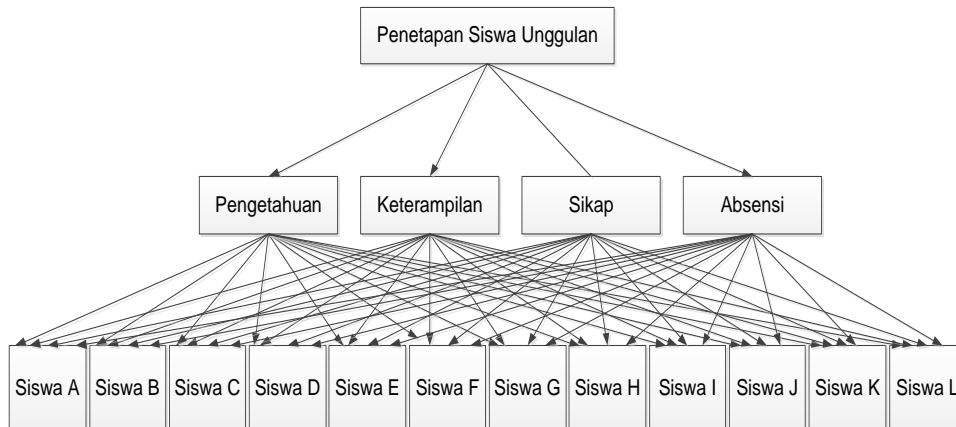 Penetapan Siswa Unggulan
Pengetahuan
Keterampilan
Sikap
Absensi
Siswa A
Siswa B
Siswa C
Siswa D
Siswa E
Siswa F
Siswa G
Siswa H
Siswa I
Siswa J
Siswa K
Siswa L